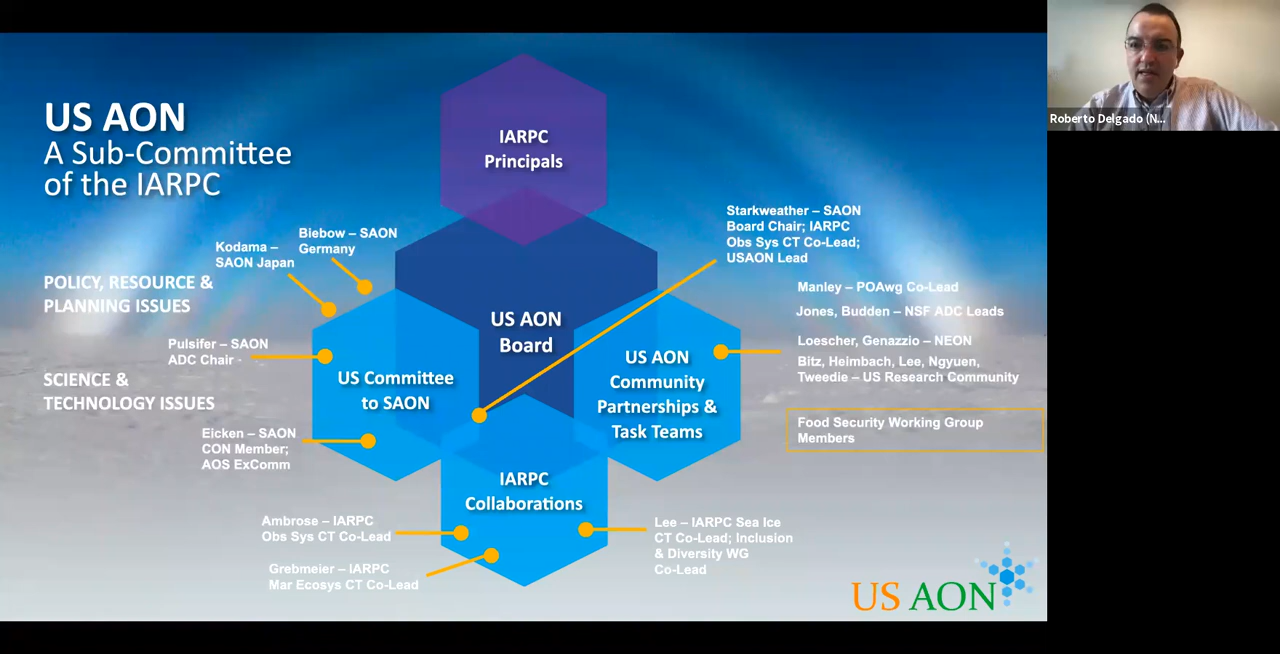 US AON
A Sub-Committee
of the IARPC
POLICY, RESOURCE &
PLANNING ISSUES
SCIENCE &
TECHNOLOGY ISSUES
IARPC
Principals
US AON
Board
US Committee
to SAON
US AON
Community
Partnerships &
Task Teams
IARPC
Collaborations
Kodama –
SAON Japan
Biebow – SAON
Germany
Pulsifer – SAON
ADC Chair -
Eicken – SAON
CON Member;
AOS ExComm
Ambrose – IARPC
Obs Sys CT Co-Lead
Grebmeier – IARPC
Mar Ecosys CT Co-Lead
Lee – IARPC Sea Ice
CT Co-Lead; Inclusion
& Diversity WG
Co-Lead
Starkweather – SAON
Board Chair; IARPC
Obs Sys CT Co-Lead;
USAON Lead
Manley – POAwg Co-Lead
Jones, Budden – NSF ADC Leads
Loescher, Genazzio – NEON
Bitz, Heimbach, Lee, Ngyuen,
Tweedie – US Research Community
Food Security Working Group
Members
US AON
Roberto Delgado (N...